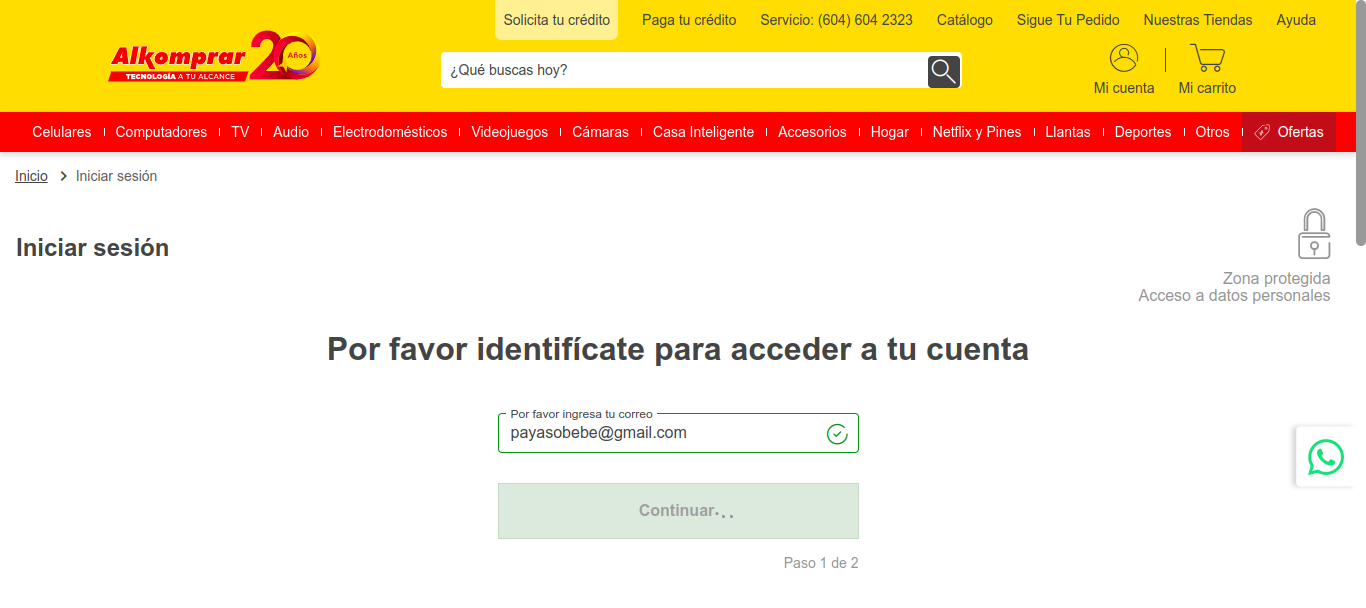 Solicita tu crédito Paga tu crédito Servicio: (604) 604 2323 Catálogo Sigue Tu Pedido Nuestras Tiendas Ayuda
Alkomprar 20 Años
TECNOLOGÍA A TU ALCANCE
¿Qué buscas hoy?
Mi cuenta Mi carrito
Celulares Computadores TV Audio Electrodomésticos Videojuegos Cámaras Casa Inteligente Accesorios Hogar Netflix y Pines Llantas Deportes Otros Ofertas
Inicio > Iniciar sesión
Iniciar sesión
Zona protegida
Acceso a datos personales
Por favor identifícate para acceder a tu cuenta
Por favor ingresa tu correo
payasobebe@gmail.com
Continuar...
Paso 1 de 2